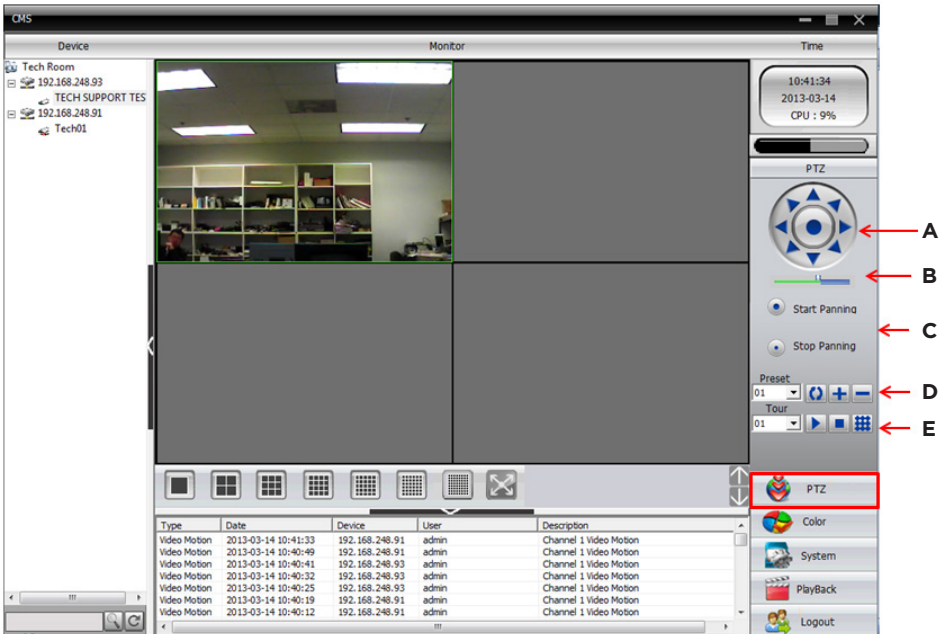 CMS
Device Monitor Time
Tech Room
192.168.248.93
TECH SUPPORT TES
192.168.248.91
Tech01
10:41:34
2013-03-14
CPU : 9%
PTZ
A
B
Start Panning
C
Stop Panning
Preset
01
D
Tour
01
E
PTZ
Color
System
PlayBack
Logout
Type Date Device User Description
Video Motion 2013-03-14 10:41:33 192.168.248.91 admin Channel 1 Video Motion
Video Motion 2013-03-14 10:40:49 192.168.248.91 admin Channel 1 Video Motion
Video Motion 2013-03-14 10:40:41 192.168.248.93 admin Channel 1 Video Motion
Video Motion 2013-03-14 10:40:32 192.168.248.93 admin Channel 1 Video Motion
Video Motion 2013-03-14 10:40:25 192.168.248.93 admin Channel 1 Video Motion
Video Motion 2013-03-14 10:40:19 192.168.248.91 admin Channel 1 Video Motion
Video Motion 2013-03-14 10:40:12 192.168.248.91 admin Channel 1 Video Motion